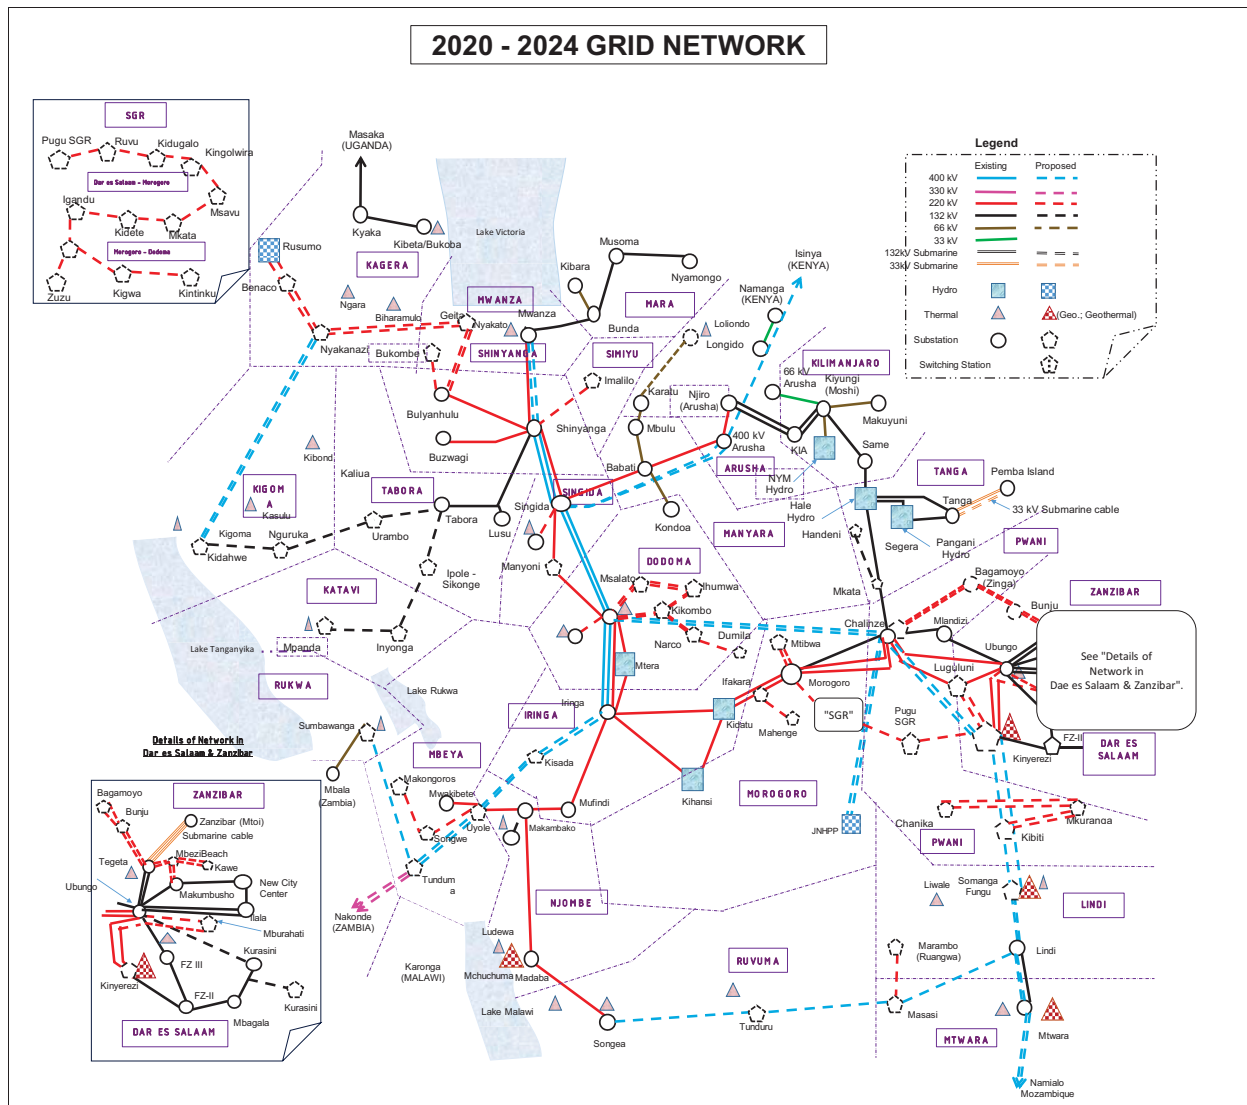 2020 - 2024 GRID NETWORK
SGR
Pugu SGR
Ruvu
Kidugalo
Kingolwira
Dar es Salaam - Morogoro
Igandu
Msavu
Kidete
Mkata
Morogoro - Dodoma
Zuzu
Kigwa
Kintinku
Masaka
(UGANDA)
Kyaka
Kibeta/Bukoba
Lake Victoria
Rusumo
KAGERA
Benaco
Ngara
Biharamulo
Nyakanazi
Geita
MWANZA
Nyakato
Mwanza
Kibara
Musoma
Nyamongo
MARA
Bunda
Bukombe
SHINYANGA
SIMIYU
Imalilo
Loliondo
Longido
Namanga
(KENYA)
Isinya
(KENYA)
KILIMANJARO
66 kV
Arusha
Kiyungi
(Moshi)
Makuyuni
Njiro
(Arusha)
Karatu
Mbulu
400 kV
Arusha
KIA
Same
Legend
Existing
Proposed
400 kV
330 kV
220 kV
132 kV
66 kV
33 kV
132kV Submarine
33kV Submarine
Hydro
Thermal
(Geo.; Geothermal)
Substation
Switching Station
Bulyanhulu
Buzwagi
Shinyanga
Babati
ARUSHA
NYM
Hydro
TANGA
Pemba Island
Tanga
33 kV Submarine cable
Hale
Hydro
Segera
Pangani
Hydro
Handeni
PWANI
Kibond
Kaliua
KIGOM
A
Kasulu
Kigoma
Kidahwe
Nguruka
TABORA
Tabora
Urambo
Lusu
SINGIDA
Singida
Kondoa
MANYARA
Manyoni
DODOMA
Msalato
Ihumwa
Kikombo
Narco
Dumila
Mkata
Bagamoyo
(Zinga)
Bunju
ZANZIBAR
Ipole -
Sikonge
KATAVI
Inyonga
Mpanda
Lake Tanganyika
RUKWA
Lake Rukwa
Chalinze
Mlandizi
Ubungo
See "Details of
Network in
Dae es Salaam & Zanzibar".
Mtera
Mtibwa
Morogoro
Luguluni
Ifakara
Mahenge
"SGR"
Pugu
SGR
Kinyerezi
FZ-II
DAR ES
SALAAM
Iringa
IRINGA
Kidatu
Kihansi
MOROGORO
JNHPP
Sumbawanga
Mbala
(Zambia)
MBEYA
Makongoros
Mwakibete
Songwe
Uyole
Kisada
Mufindi
Makambako
Tundum
a
Nakonde
(ZAMBIA)
NJOMBE
Chanika
Mkuranga
PWANI
Kibiti
Liwale
Somanga
Fungu
LINDI
Karonga
(MALAWI)
Ludewa
Mchuchuma
Madaba
Lake Malawi
Songea
RUVUMA
Tunduru
Marambo
(Ruangwa)
Masasi
Lindi
MTWARA
Mtwara
Namialo
Mozambique
Details of Network in
Dar es Salaam & Zanzibar
ZANZIBAR
Bagamoyo
Bunju
Zanzibar (Mtoi)
Submarine cable
Tegeta
MbeziBeach
Kawe
Ubungo
Makumbusho
New City
Center
Ilala
Mburahati
FZ III
Kurasini
Kinyerezi
FZ-II
Mbagala
Kurasini
DAR ES SALAAM